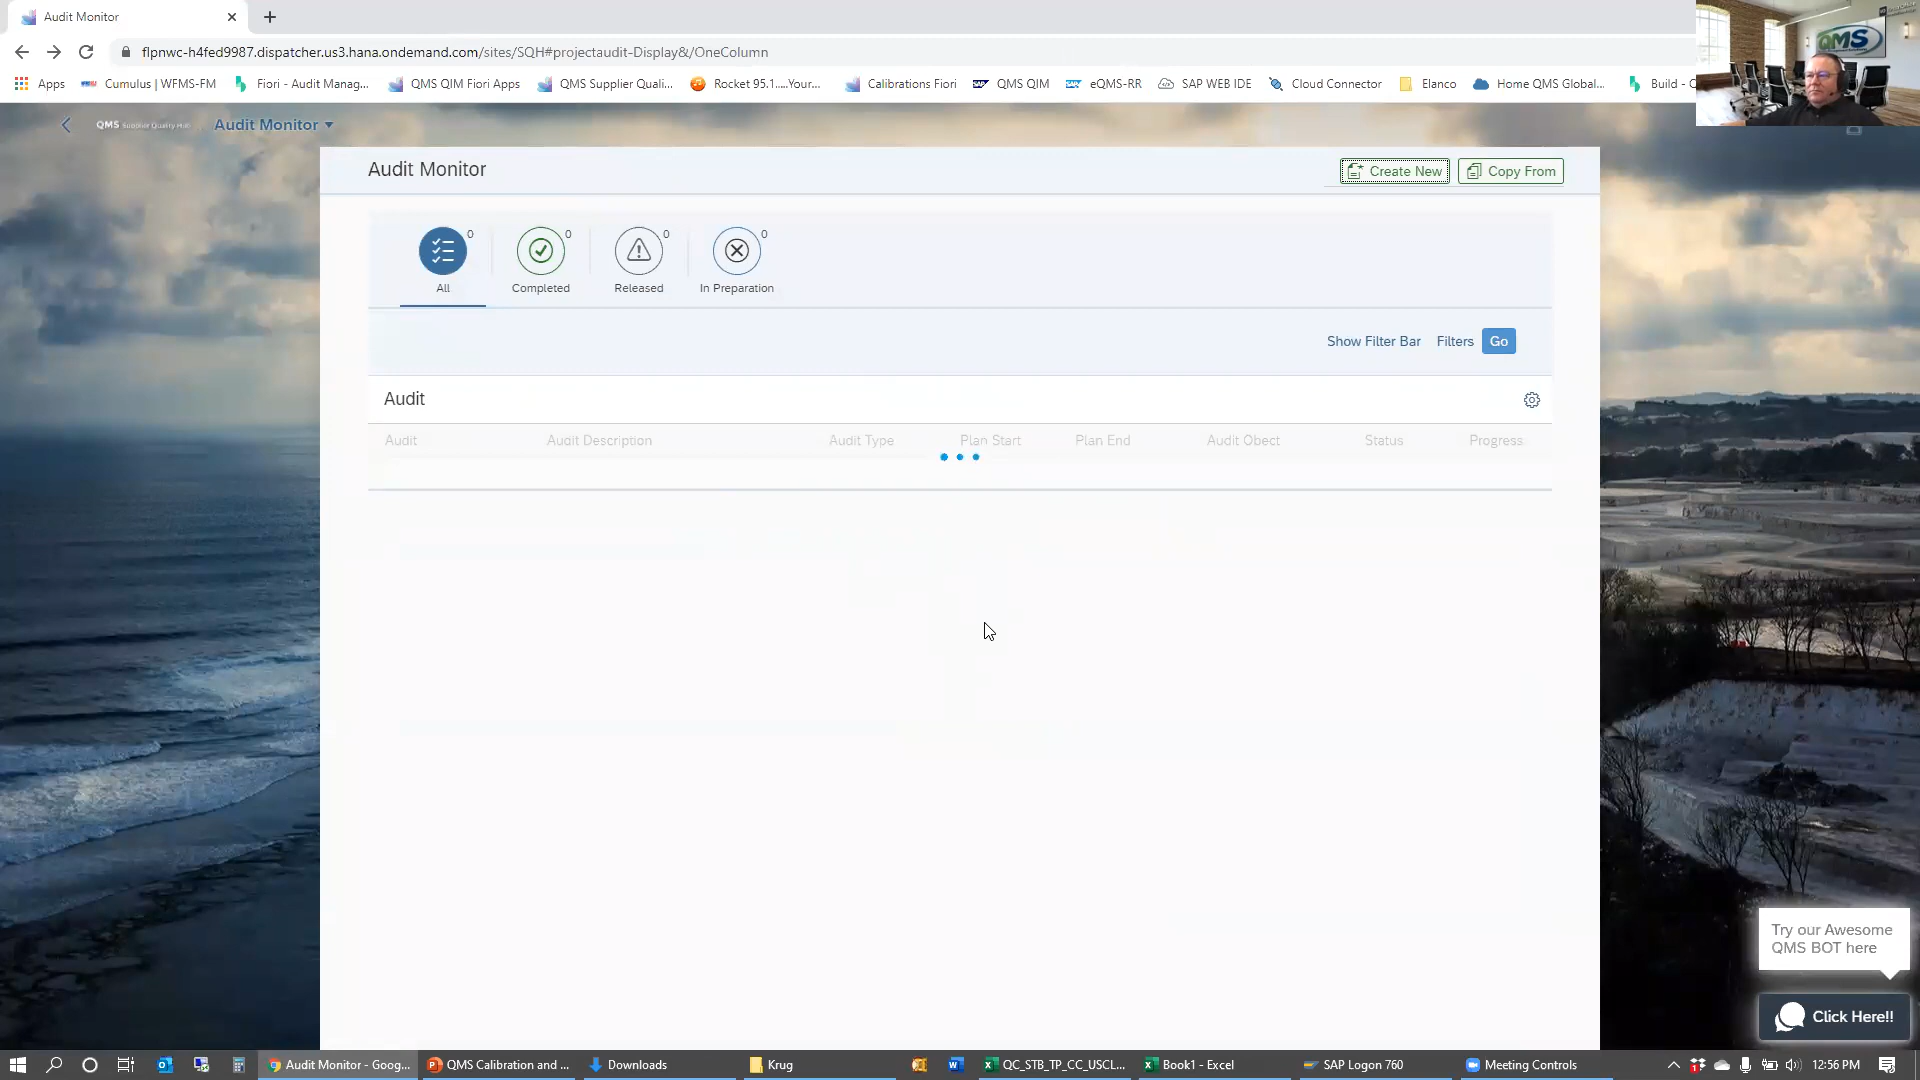 Audit Monitor
flpnwc-h4fed9987.dispatcher.us3.hana.ondemand.com/sites/SQH#projectaudit-Display&/OneColumn
Apps Cumulus | WFMS-FM Fiori - Audit Manag... QMS QIM Fiori Apps QMS Supplier Quali... Rocket 95.1.....Your... Calibrations Fiori QMS QIM eQMS-RR SAP WEB IDE Cloud Connector Elanco Home QMS Global... Build - C
QMS
QMS Supplier Quality Hub Audit Monitor
Audit Monitor Create New Copy From
0 0 0 0
All Completed Released In Preparation
Show Filter Bar Filters Go
Audit
Audit Audit Description Audit Type Plan Start Plan End Audit Obect Status Progress
Try our Awesome
QMS BOT here
Click Here!!
Audit Monitor - Goog... QMS Calibration and ... Downloads Krug QC_STB_TP_CC_USCL... Book1 - Excel SAP Logon 760 Meeting Controls 12:56 PM